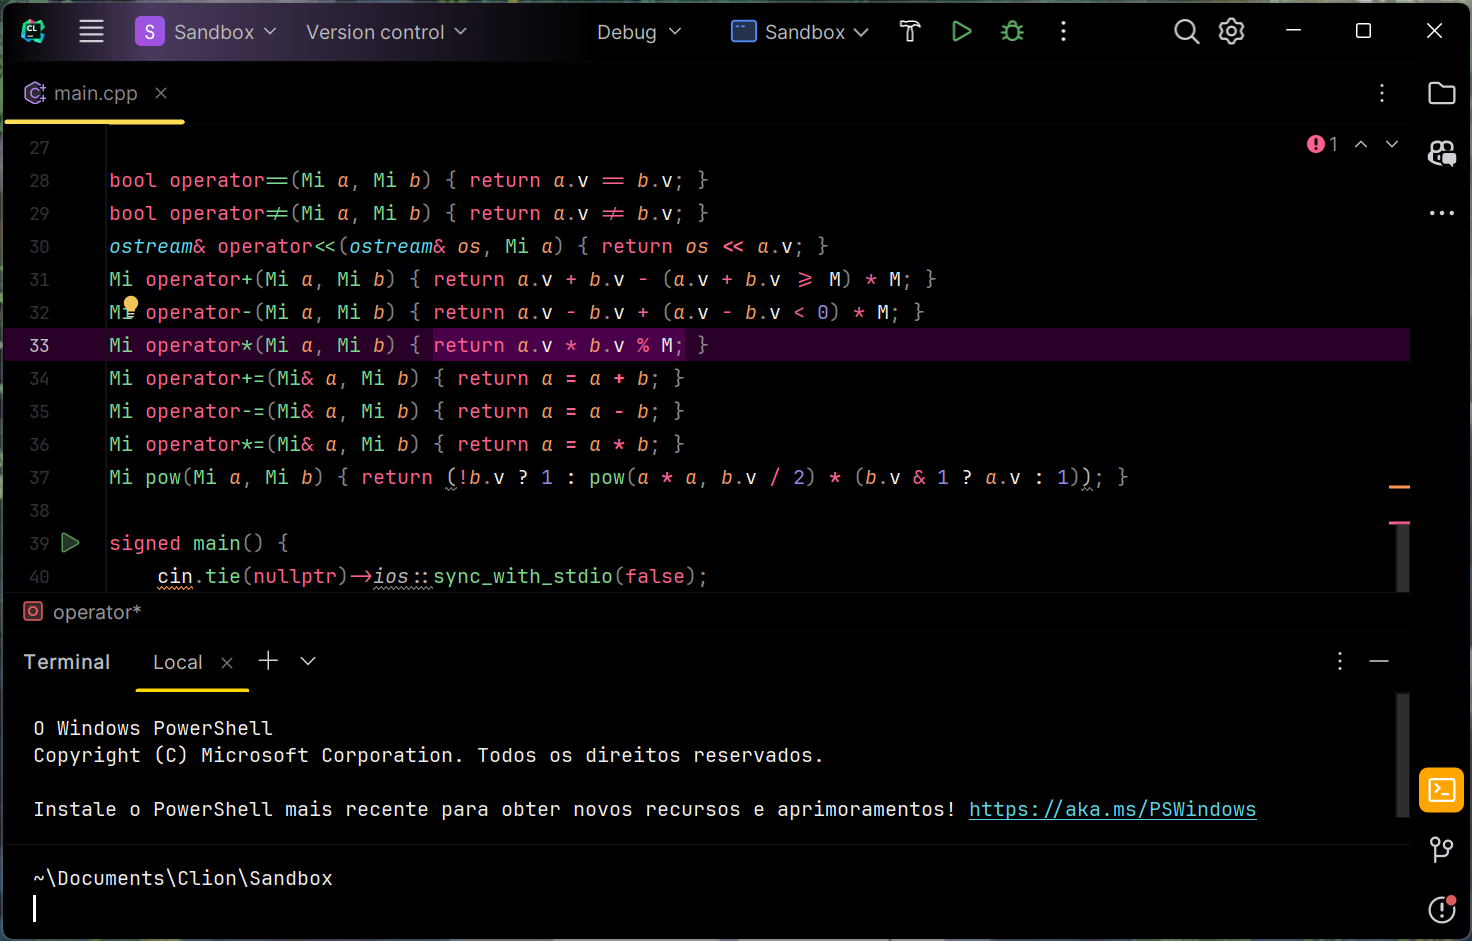 CL
S Sandbox Version control Debug Sandbox
C++ main.cpp
1
27
28 bool operator==(Mi a, Mi b) { return a.v == b.v; }
29 bool operator!=(Mi a, Mi b) { return a.v != b.v; }
30 ostream& operator<<(ostream& os, Mi a) { return os << a.v; }
31 Mi operator+(Mi a, Mi b) { return a.v + b.v - (a.v + b.v >= M) * M; }
32 Mi operator-(Mi a, Mi b) { return a.v - b.v + (a.v - b.v < 0) * M; }
33 Mi operator*(Mi a, Mi b) { return a.v * b.v % M; }
34 Mi operator+=(Mi& a, Mi b) { return a = a + b; }
35 Mi operator-=(Mi& a, Mi b) { return a = a - b; }
36 Mi operator*=(Mi& a, Mi b) { return a = a * b; }
37 Mi pow(Mi a, Mi b) { return (!b.v ? 1 : pow(a * a, b.v / 2) * (b.v & 1 ? a.v : 1)); }
38
39 signed main() {
40 cin.tie(nullptr)->ios::sync_with_stdio(false);
operator*
Terminal Local
O Windows PowerShell
Copyright (C) Microsoft Corporation. Todos os direitos reservados.
Instale o PowerShell mais recente para obter novos recursos e aprimoramentos! https://aka.ms/PSWindows
~\Documents\Clion\Sandbox